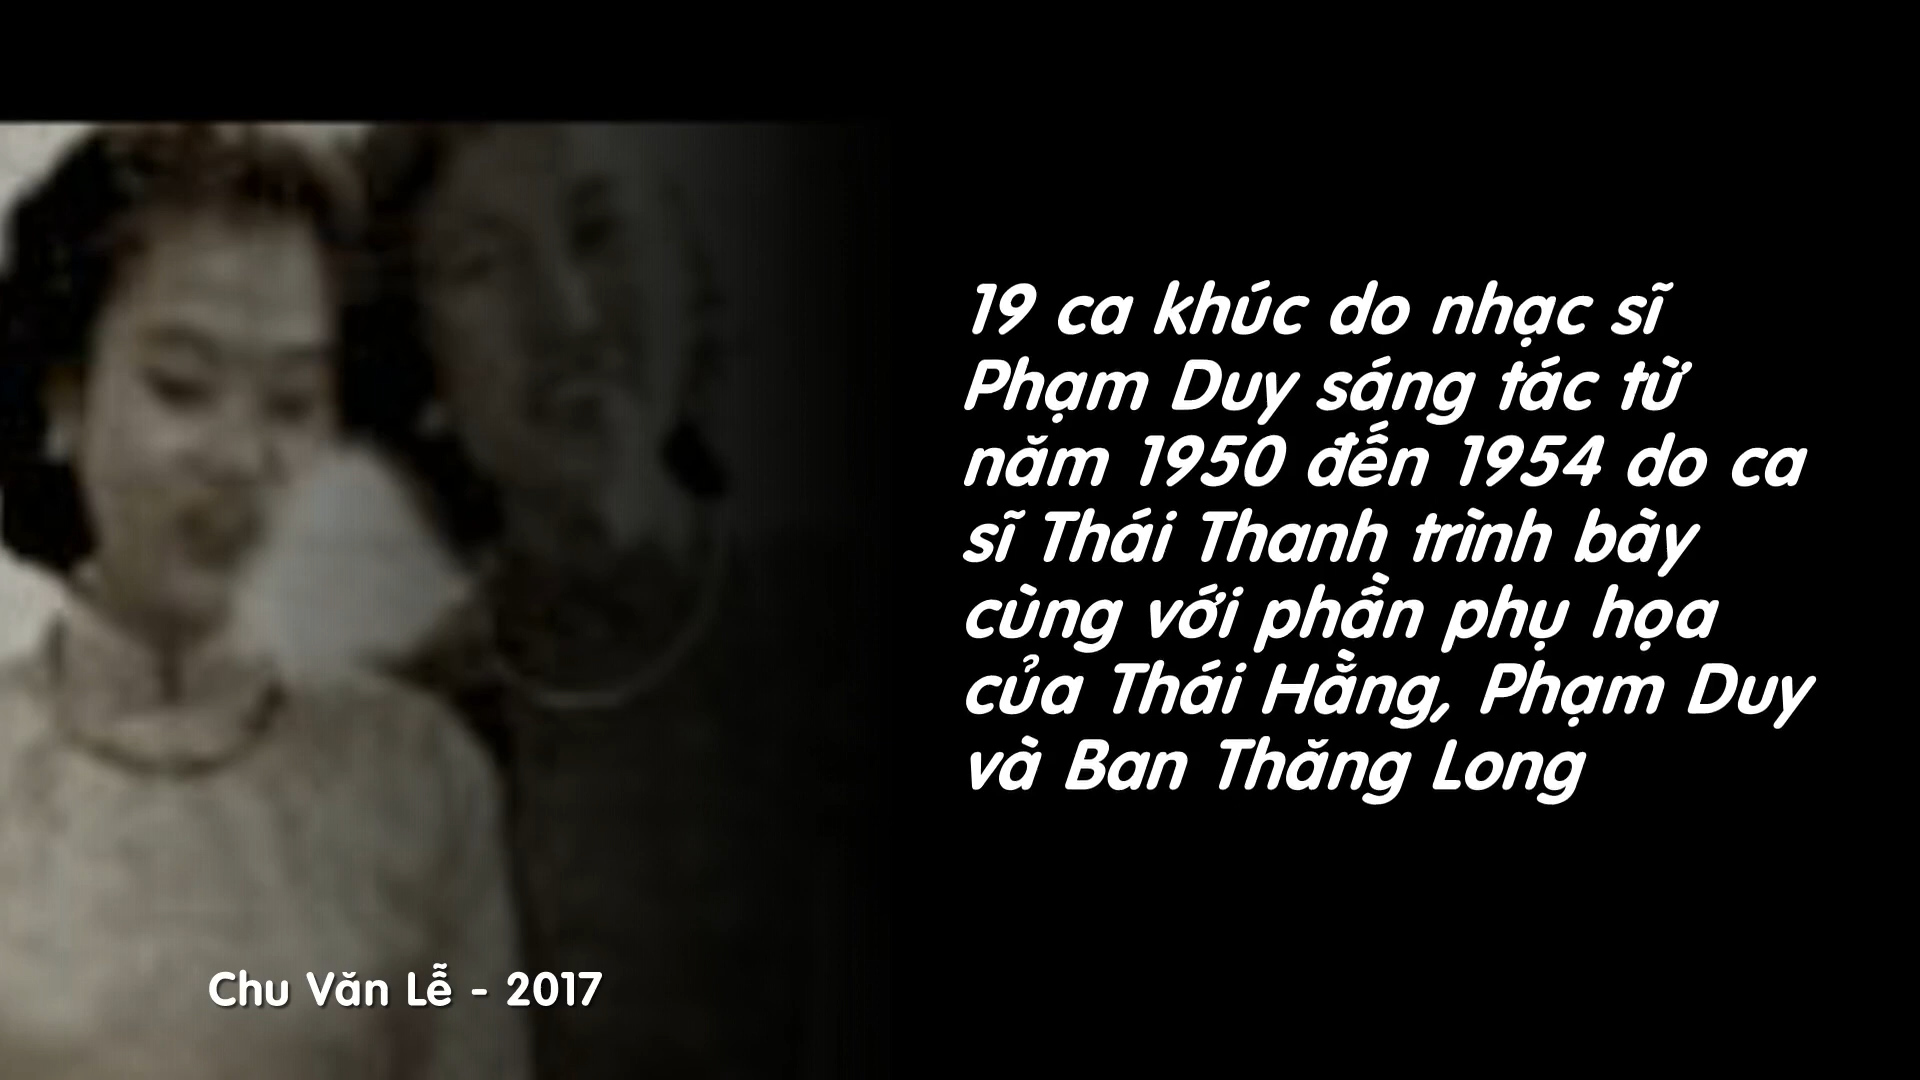 19 ca khúc do nhạc sĩ
Phạm Duy sáng tác từ
năm 1950 đến 1954 do ca
sĩ Thái Thanh trình bày
cùng với phần phụ họa
của Thái Hằng, Phạm Duy
và Ban Thăng Long
Chu Văn Lễ - 2017